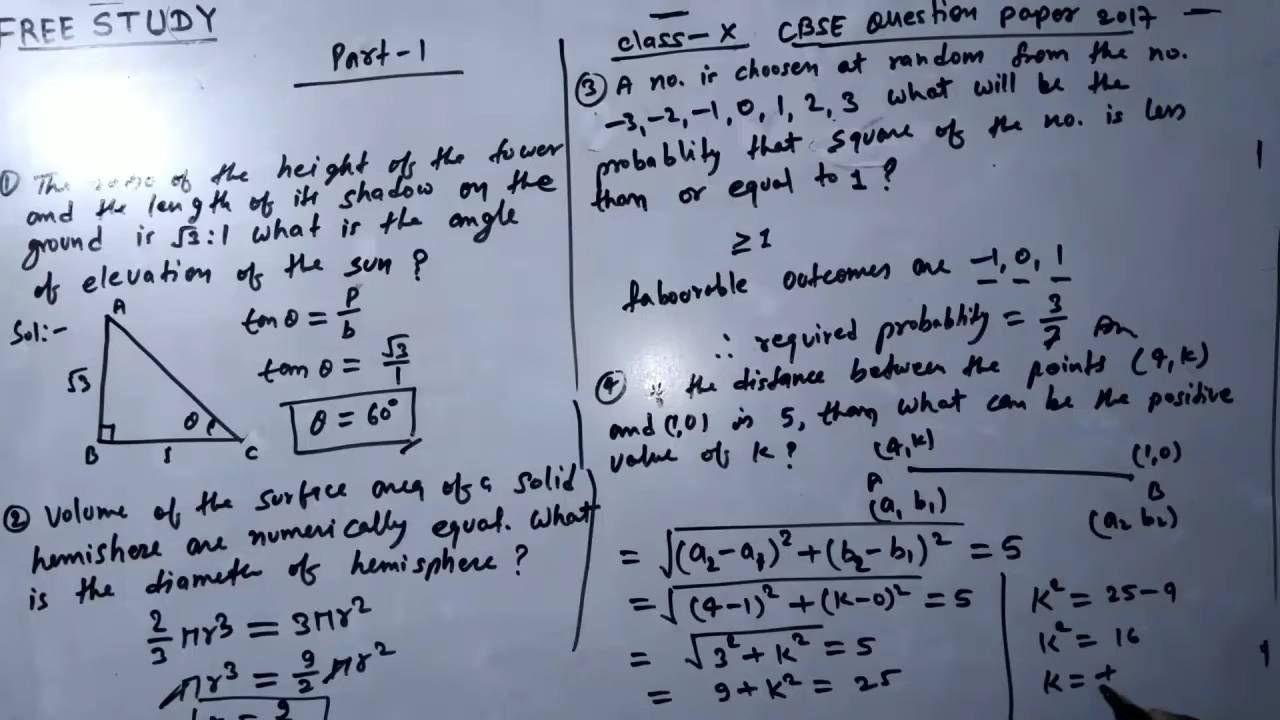 FREE STUDY
Part-1
① The of the height of the tower
and the length of its shadow on the
ground is √3:1 what is the angle
of elevation of the sun ?
Sol:-
A
√3
B
1
C
θ
tanθ = P/b
tanθ = √3/1
θ = 60°
② Volume of the surface area of a solid
hemishere are numerically equal. What
is the diameter of hemisphere ?
2/3 πr³ = 3πr²
πr³ = 9/2 πr²
class-X CBSE Question paper 2017
③ A no. is choosen at random from the no.
-3,-2,-1,0,1,2,3 what will be the
probablity that square of the no. is less
than or equal to 1 ?
≥1
favourable outcomes are -1, 0, 1
∴ required probablity = 3/7 An
④ the distance between the points (4,k)
and (1,0) is 5, than what can be the positive
value of k ?
(4,k)
(1,0)
A
B
(a₁ b₁)
(a₂ b₂)
= √(a₂-a₁)²+(b₂-b₁)² = 5
= √(4-1)²+(k-0)² = 5
= √3²+k² = 5
= 9+k² = 25
k² = 25-9
k² = 16
k = ±